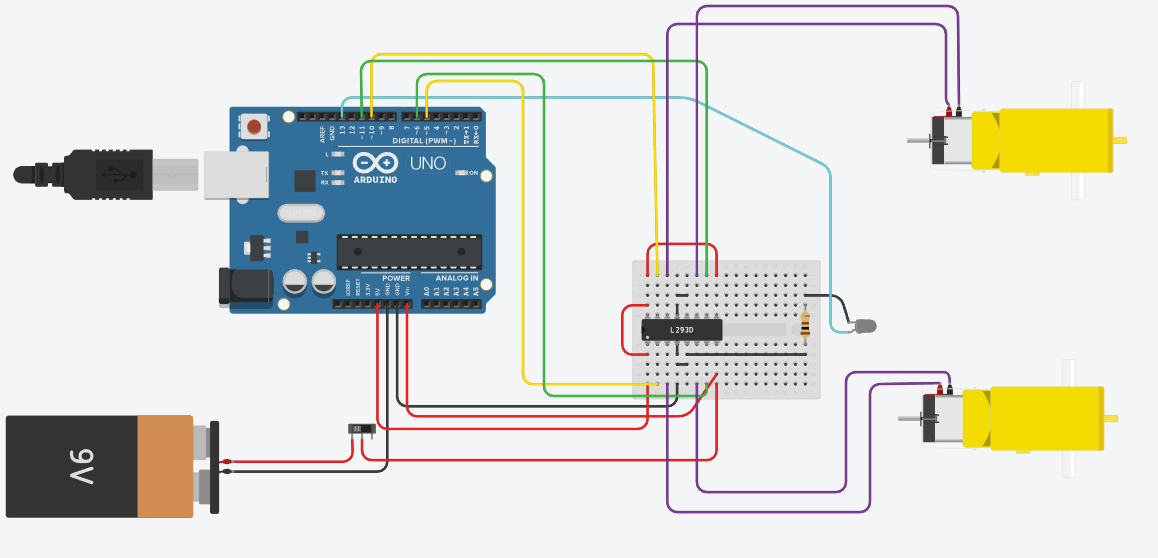 AREF
GND
13
12
~11
~10
~9
8
7
~6
~5
4
~3
2
TX→1
RX←0
DIGITAL (PWM~)
L
TX
RX
UNO
ON
ARDUINO
POWER
ANALOG IN
IOREF
RESET
3.3V
5V
GND
GND
Vin
A0
A1
A2
A3
A4
A5
L293D
9V